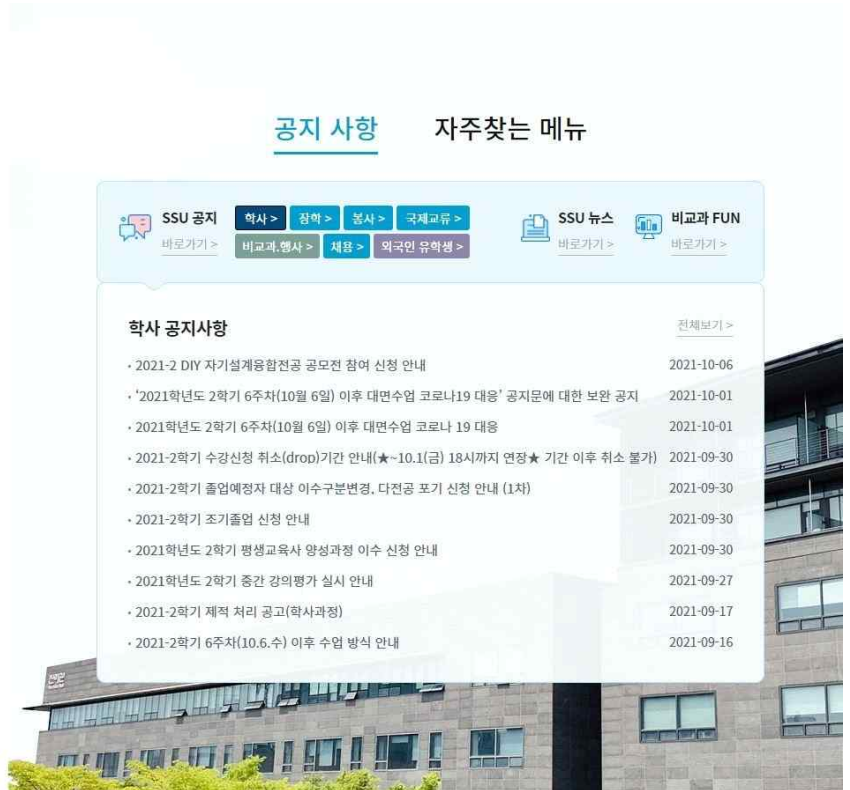 공지 사항 자주찾는 메뉴
SSU 공지 학사 > 장학 > 봉사 > 국제교류 > SSU 뉴스 비교과 FUN
바로가기 > 비교과.행사 > 채용 > 외국인 유학생 > 바로가기 > 바로가기 >
학사 공지사항 전체보기 >
· 2021-2 DIY 자기설계융합전공 공모전 참여 신청 안내 2021-10-06
· ‘2021학년도 2학기 6주차(10월 6일) 이후 대면수업 코로나19 대응’ 공지문에 대한 보완 공지 2021-10-01
· 2021학년도 2학기 6주차(10월 6일) 이후 대면수업 코로나 19 대응 2021-10-01
· 2021-2학기 수강신청 취소(drop)기간 안내(★~10.1(금) 18시까지 연장★ 기간 이후 취소 불가) 2021-09-30
· 2021-2학기 졸업예정자 대상 이수구분변경, 다전공 포기 신청 안내 (1차) 2021-09-30
· 2021-2학기 조기졸업 신청 안내 2021-09-30
· 2021학년도 2학기 평생교육사 양성과정 이수 신청 안내 2021-09-30
· 2021학년도 2학기 중간 강의평가 실시 안내 2021-09-27
· 2021-2학기 제적 처리 공고(학사과정) 2021-09-17
· 2021-2학기 6주차(10.6.수) 이후 수업 방식 안내 2021-09-16